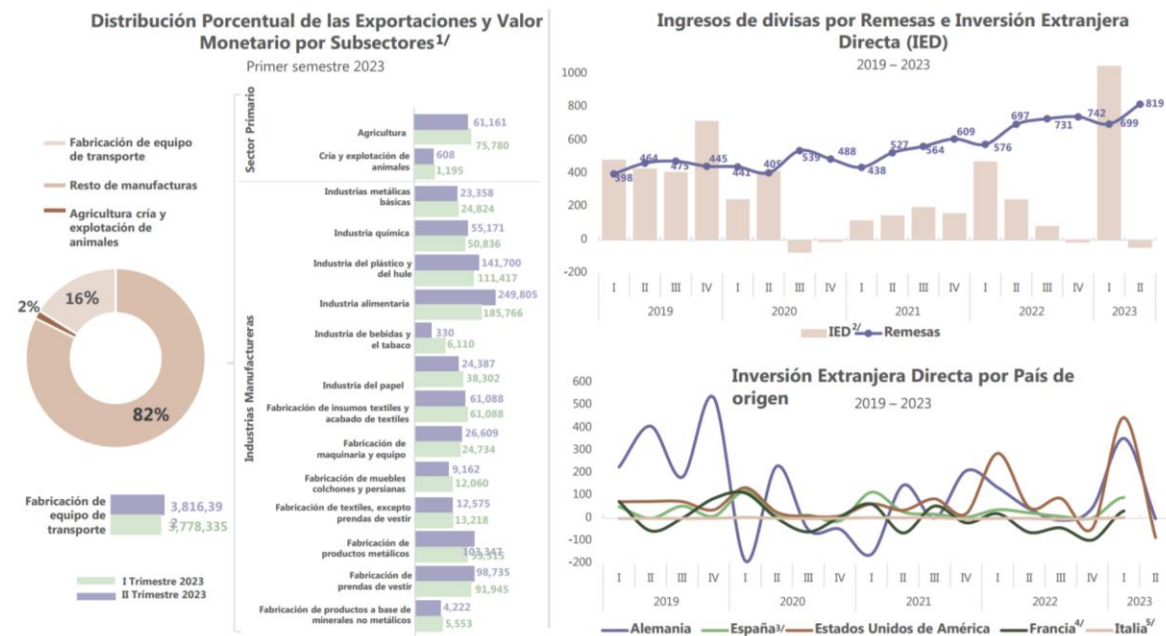 Distribución Porcentual de las Exportaciones y Valor
Monetario por Subsectores1/
Primer semestre 2023
Fabricación de equipo
de transporte
Resto de manufacturas
Agricultura cría y
explotación de
animales
16%
2%
82%
Fabricación de
equipo de
transporte
3,816,39
2
3,778,335
I Trimestre 2023
II Trimestre 2023
Sector Primario
Agricultura
61,161
75,780
Cría y explotación de
animales
608
1,195
Industrias Manufactureras
Industrias metálicas
básicas
23,358
24,824
Industria química
55,171
50,836
Industria del plástico y
del hule
141,700
111,417
Industria alimentaria
249,805
185,766
Industria de bebidas y
el tabaco
330
6,110
Industria del papel
24,387
38,302
Fabricación de insumos textiles y
acabado de textiles
61,088
61,088
Fabricación de
maquinaria y equipo
26,609
24,734
Fabricación de muebles
colchones y persianas
9,162
12,060
Fabricación de textiles, excepto
prendas de vestir
12,575
13,218
Fabricación de
productos metálicos
103,347
Fabricación de
prendas de vestir
98,735
91,945
Fabricación de productos a base de
minerales no metálicos
4,222
5,553
Ingresos de divisas por Remesas e Inversión Extranjera
Directa (IED)
2019 – 2023
1000
800
600
400
200
0
-200
398
464
475
445
441
405
539
488
438
527
564
609
576
697
731
742
699
819
I II III IV I II III IV I II III IV I II III IV I II
2019 2020 2021 2022 2023
IED2/ Remesas
Inversión Extranjera Directa por País de
origen
2019 – 2023
600
500
400
300
200
100
0
-100
-200
I II III IV I II III IV I II III IV I II III IV I II
2019 2020 2021 2022 2023
Alemania España3/ Estados Unidos de América Francia4/ Italia5/